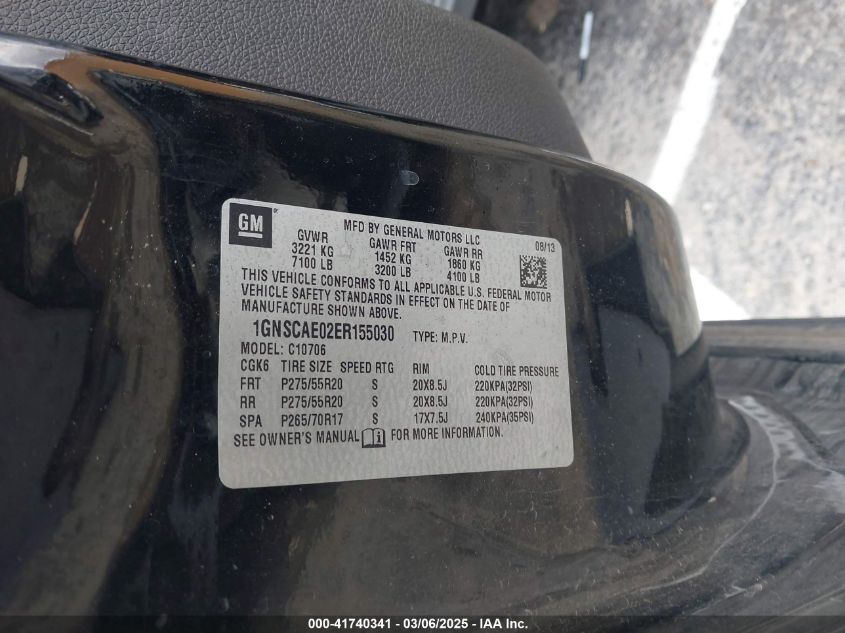 GM
MFD BY GENERAL MOTORS LLC
08/13
GVWR GAWR FRT GAWR RR
3221 KG 1452 KG 1860 KG
7100 LB 3200 LB 4100 LB
THIS VEHICLE CONFORMS TO ALL APPLICABLE U.S. FEDERAL MOTOR
VEHICLE SAFETY STANDARDS IN EFFECT ON THE DATE OF
MANUFACTURE SHOWN ABOVE.
1GNSCAE02ER155030 TYPE: M.P.V.
MODEL: C10706
CGK6 TIRE SIZE SPEED RTG RIM COLD TIRE PRESSURE
FRT P275/55R20 S 20X8.5J 220KPA(32PSI)
RR P275/55R20 S 20X8.5J 220KPA(32PSI)
SPA P265/70R17 S 17X7.5J 240KPA(35PSI)
SEE OWNER'S MANUAL FOR MORE INFORMATION.
000-41740341 - 03/06/2025 - IAA Inc.